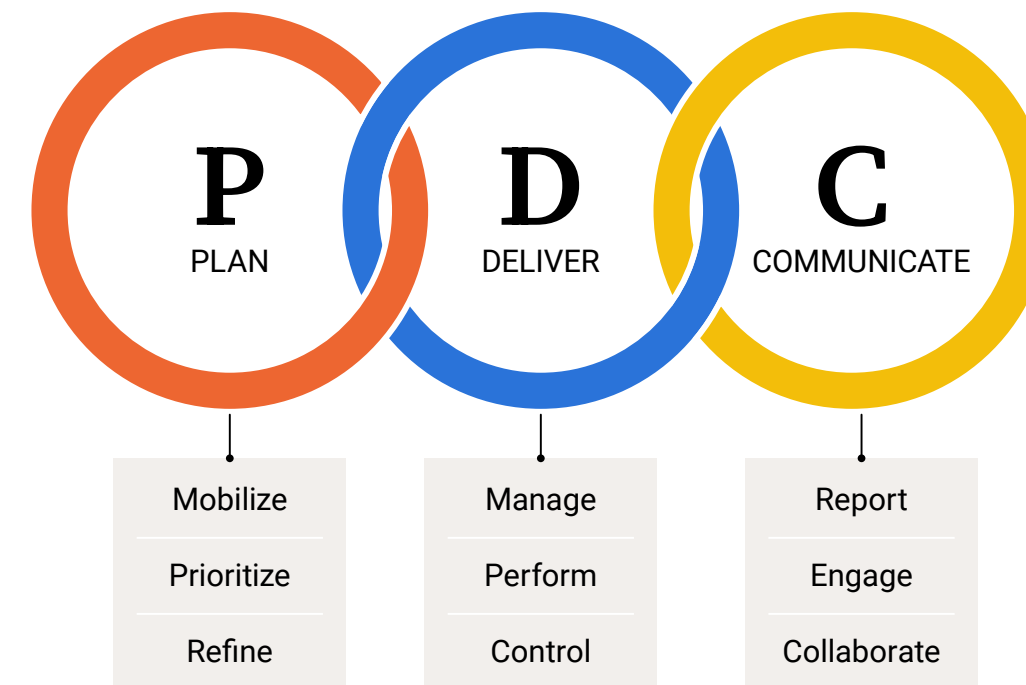 P
PLAN
D
DELIVER
C
COMMUNICATE
Mobilize
Prioritize
Refine
Manage
Perform
Control
Report
Engage
Collaborate